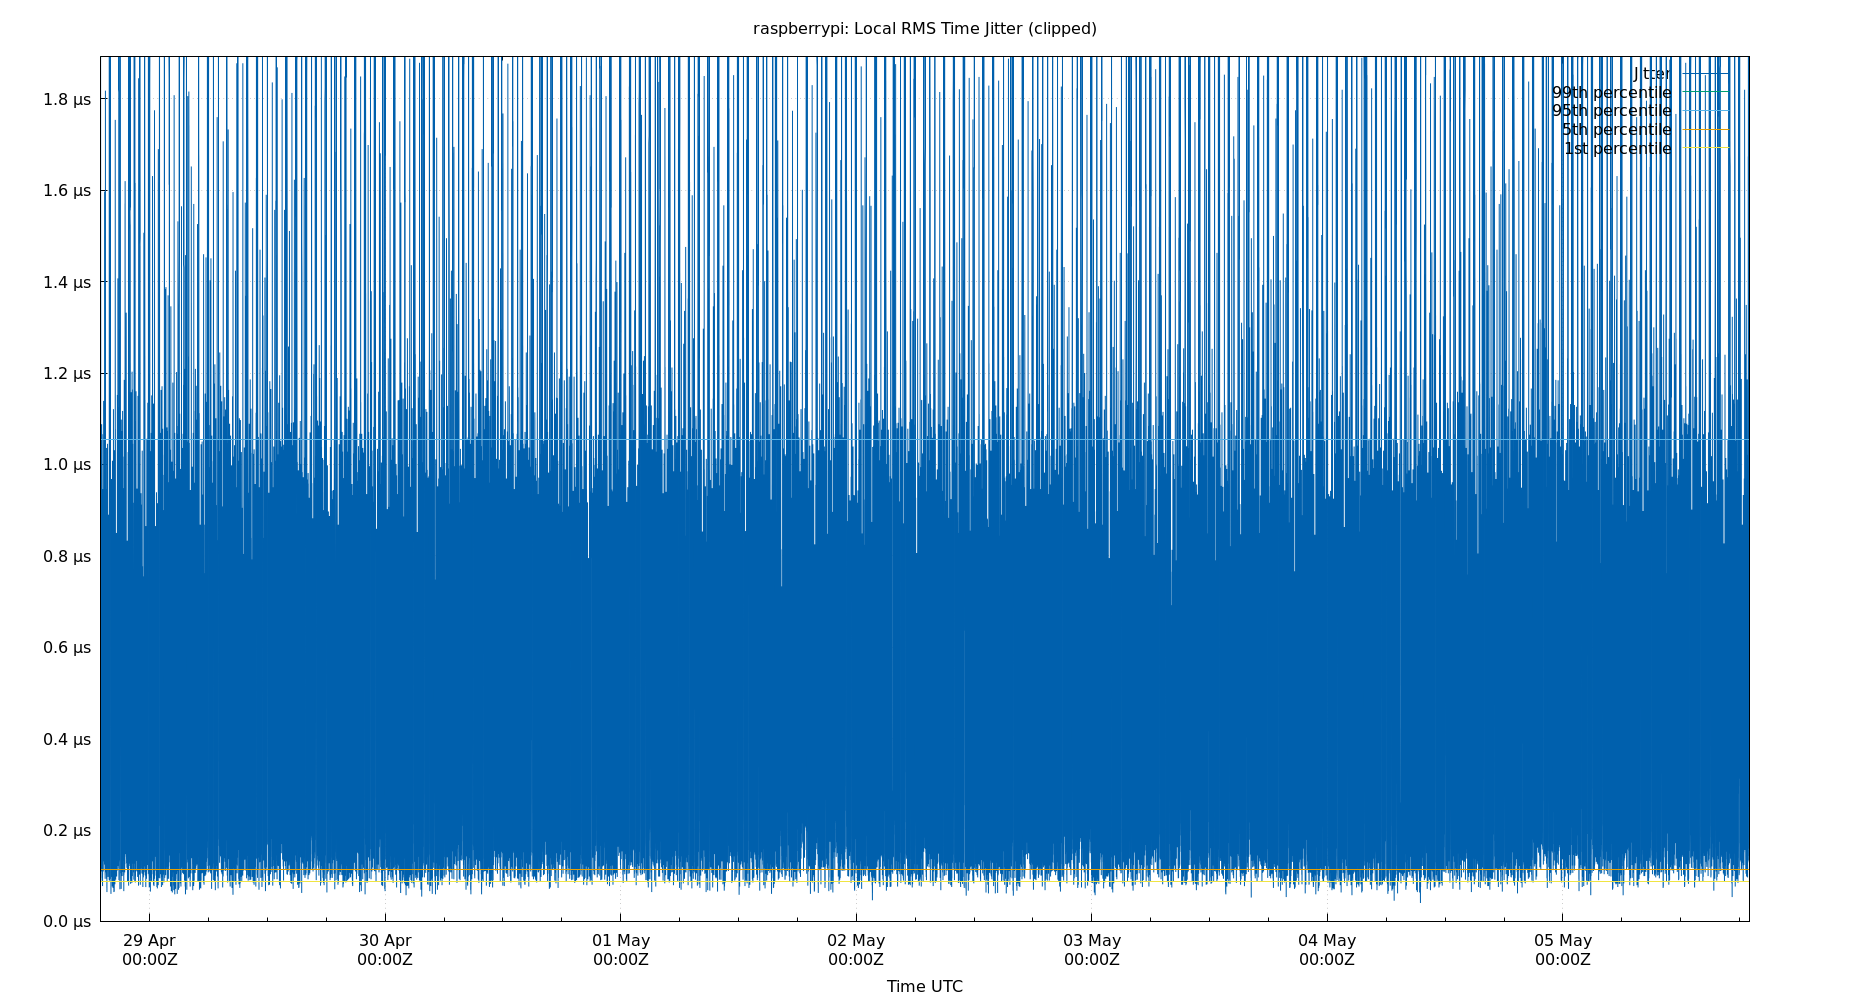 raspberrypi: Local RMS Time Jitter (clipped)
Jitter
99th percentile
95th percentile
5th percentile
1st percentile
1.8 µs
1.6 µs
1.4 µs
1.2 µs
1.0 µs
0.8 µs
0.6 µs
0.4 µs
0.2 µs
0.0 µs
29 Apr 30 Apr 01 May 02 May 03 May 04 May 05 May
00:00Z 00:00Z 00:00Z 00:00Z 00:00Z 00:00Z 00:00Z
Time UTC